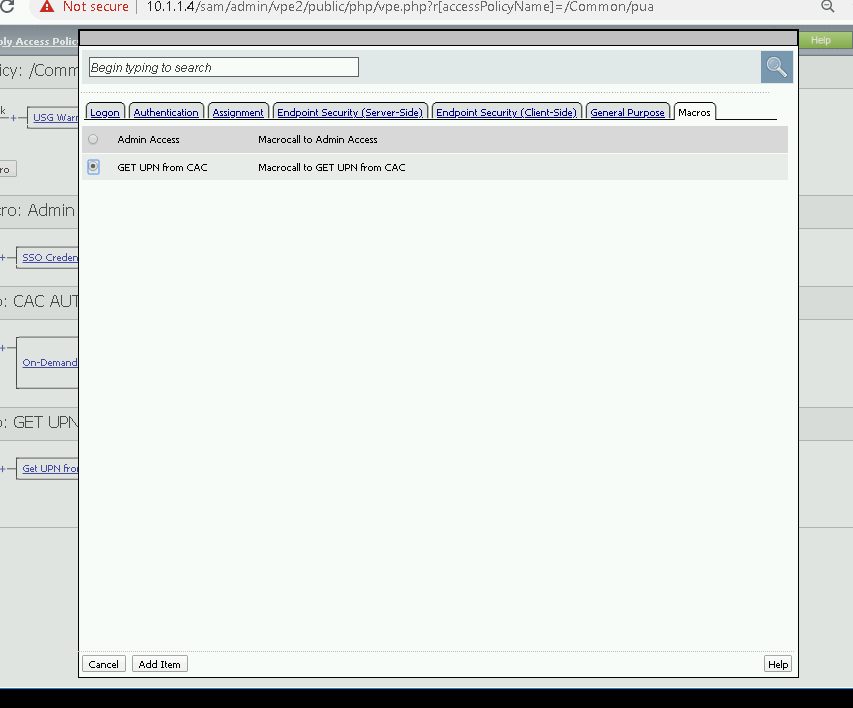 Not secure | 10.1.1.4/sam/admin/vpe2/public/php/vpe.php?r[accessPolicyName]=/Common/pua
ply Access Polic
Help
icy: /Comm
Begin typing to search
k
+
USG Warn
Logon
Authentication
Assignment
Endpoint Security (Server-Side)
Endpoint Security (Client-Side)
General Purpose
Macros
Admin Access Macrocall to Admin Access
GET UPN from CAC Macrocall to GET UPN from CAC
ro
cro: Admin
+
SSO Creden
o: CAC AUT
+
On-Demand
o: GET UPN
+
Get UPN fro
Cancel
Add Item
Help